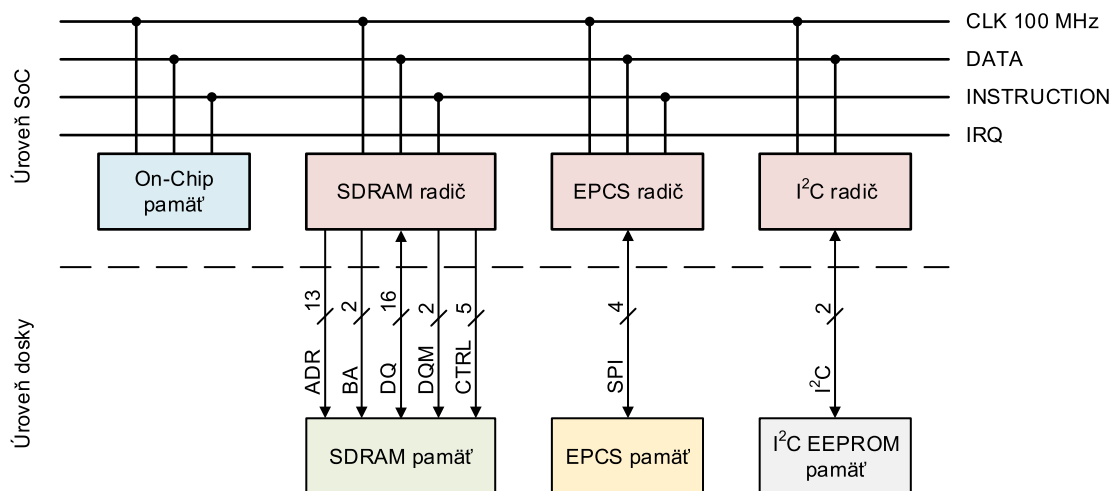 CLK 100 MHz
DATA
INSTRUCTION
IRQ
Úroveň SoC
On-Chip
pamäť
SDRAM radič
EPCS radič
I²C radič
13
2
16
2
5
4
2
ADR
BA
DQ
DQM
CTRL
SPI
I²C
Úroveň dosky
SDRAM pamäť
EPCS pamäť
I²C EEPROM
pamäť